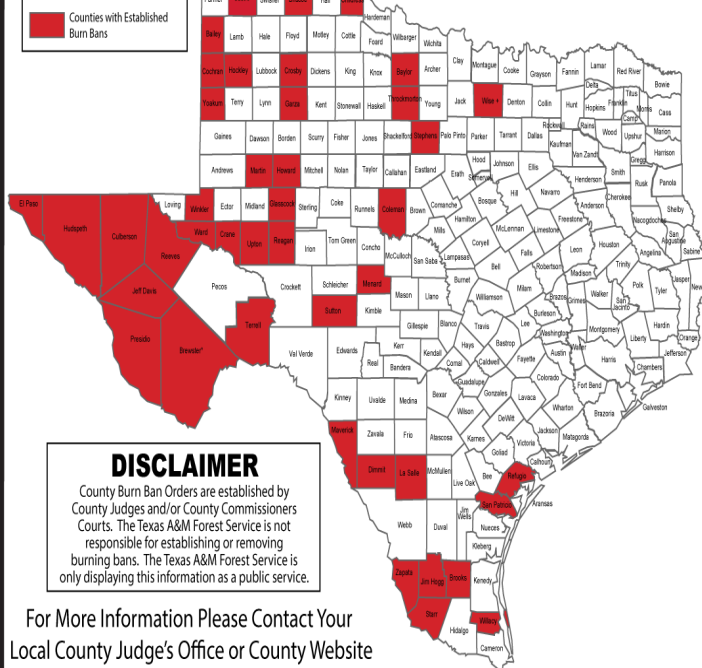 Counties with Established
Burn Bans
Hardeman
Bailey Lamb Hale Floyd Motley Cottle Foard Wilbarger Wichita
Cochran Hockley Lubbock Crosby Dickens King Knox Baylor Archer Clay Montague Cooke Grayson Fannin Lamar Red River Bowie
Delta Titus
Yoakum Terry Lynn Garza Kent Stonewall Haskell Throckmorton Young Jack Wise + Denton Collin Hunt Hopkins Franklin Morris Cass
Camp
Gaines Dawson Borden Scurry Fisher Jones Shackelford Stephens Palo Pinto Parker Tarrant Dallas Rockwall Kaufman Rains Wood Upshur Marion
Van Zandt Gregg Harrison
Andrews Martin Howard Mitchell Nolan Taylor Callahan Eastland Erath Hood Somervell Johnson Ellis Henderson Smith Rusk Panola
El Paso Hudspeth Culberson Reeves Loving Winkler Ector Midland Glasscock Sterling Coke Runnels Coleman Brown Comanche Bosque Hill Navarro Freestone Anderson Cherokee Nacogdoches Shelby
Ward Crane Upton Reagan Irion Tom Green Concho McCulloch San Saba Mills Hamilton Lampasas Coryell McLennan Limestone Falls Leon Houston Angelina San Augustine Sabine
Jeff Davis Pecos Crockett Schleicher Menard Mason Llano Burnet Bell Milam Robertson Madison Trinity Polk Tyler Jasper New
Presidio Brewster* Terrell Sutton Kimble Gillespie Blanco Williamson Travis Lee Burleson Brazos Grimes Walker San Jacinto Hardin Orange
Val Verde Edwards Real Kerr Bandera Kendall Comal Hays Caldwell Bastrop Fayette Washington Austin Waller Montgomery Liberty Jefferson
Harris Chambers
Kinney Uvalde Medina Bexar Guadalupe Gonzales Lavaca Colorado Fort Bend Galveston
Wilson DeWitt Wharton Brazoria
Maverick Zavala Frio Atascosa Karnes Victoria Jackson Matagorda
Goliad Calhoun
Dimmit La Salle McMullen Live Oak Bee Refugio
Webb Duval Jim Wells San Patricio Aransas
Nueces
Kleberg
Zapata Jim Hogg Brooks Kenedy
Starr Hidalgo Willacy
Cameron
DISCLAIMER
County Burn Ban Orders are established by
County Judges and/or County Commissioners
Courts. The Texas A&M Forest Service is not
responsible for establishing or removing
burning bans. The Texas A&M Forest Service is
only displaying this information as a public service.
For More Information Please Contact Your
Local County Judge's Office or County Website